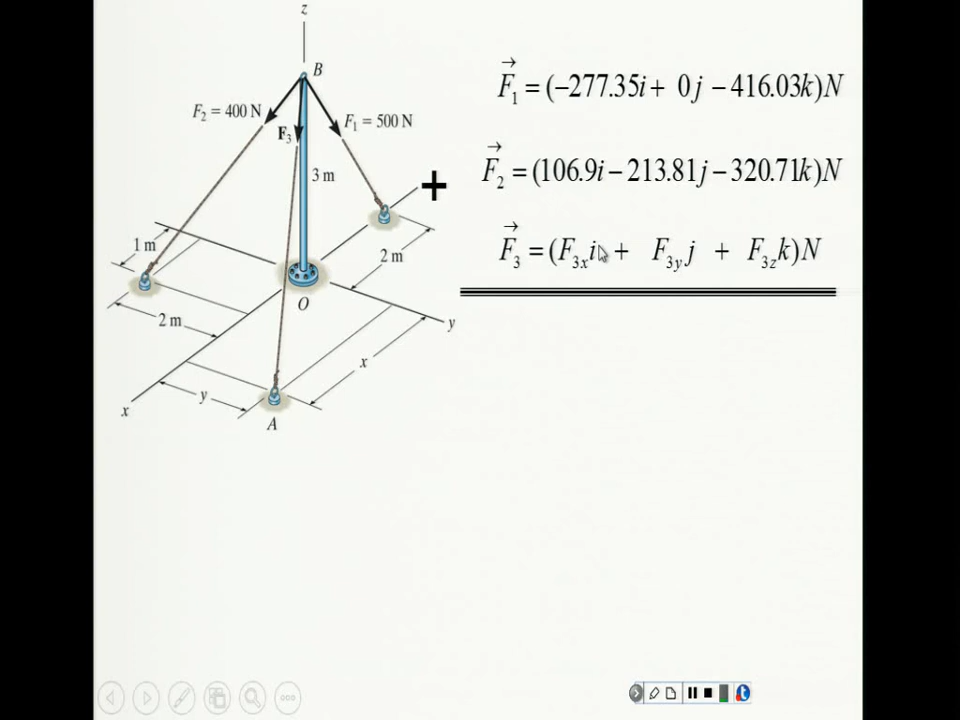 z
B
F₂ = 400 N
F₃
F₁ = 500 N
3 m
1 m
2 m
O
2 m
y
x
y
x
A
F⃗₁ = (−277.35i + 0j − 416.03k)N
+
F⃗₂ = (106.9i − 213.81j − 320.71k)N
F⃗₃ = (F₃ₓi + F₃ᵧj + F₃zk)N